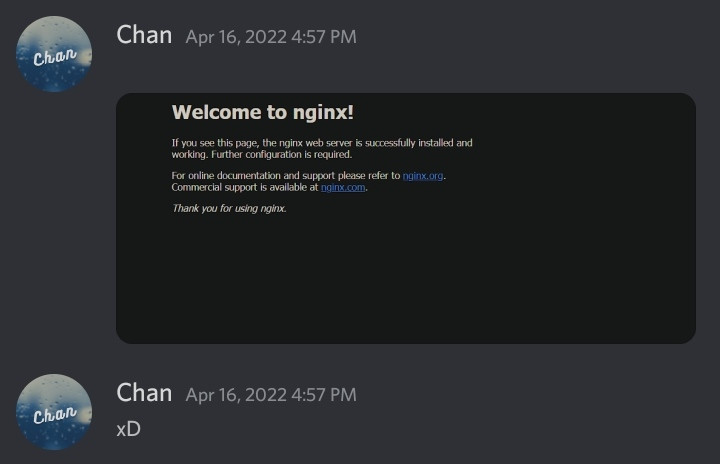 Chan
Chan Apr 16, 2022 4:57 PM
Welcome to nginx!
If you see this page, the nginx web server is successfully installed and
working. Further configuration is required.
For online documentation and support please refer to nginx.org.
Commercial support is available at nginx.com.
Thank you for using nginx.
Chan
Chan Apr 16, 2022 4:57 PM
xD